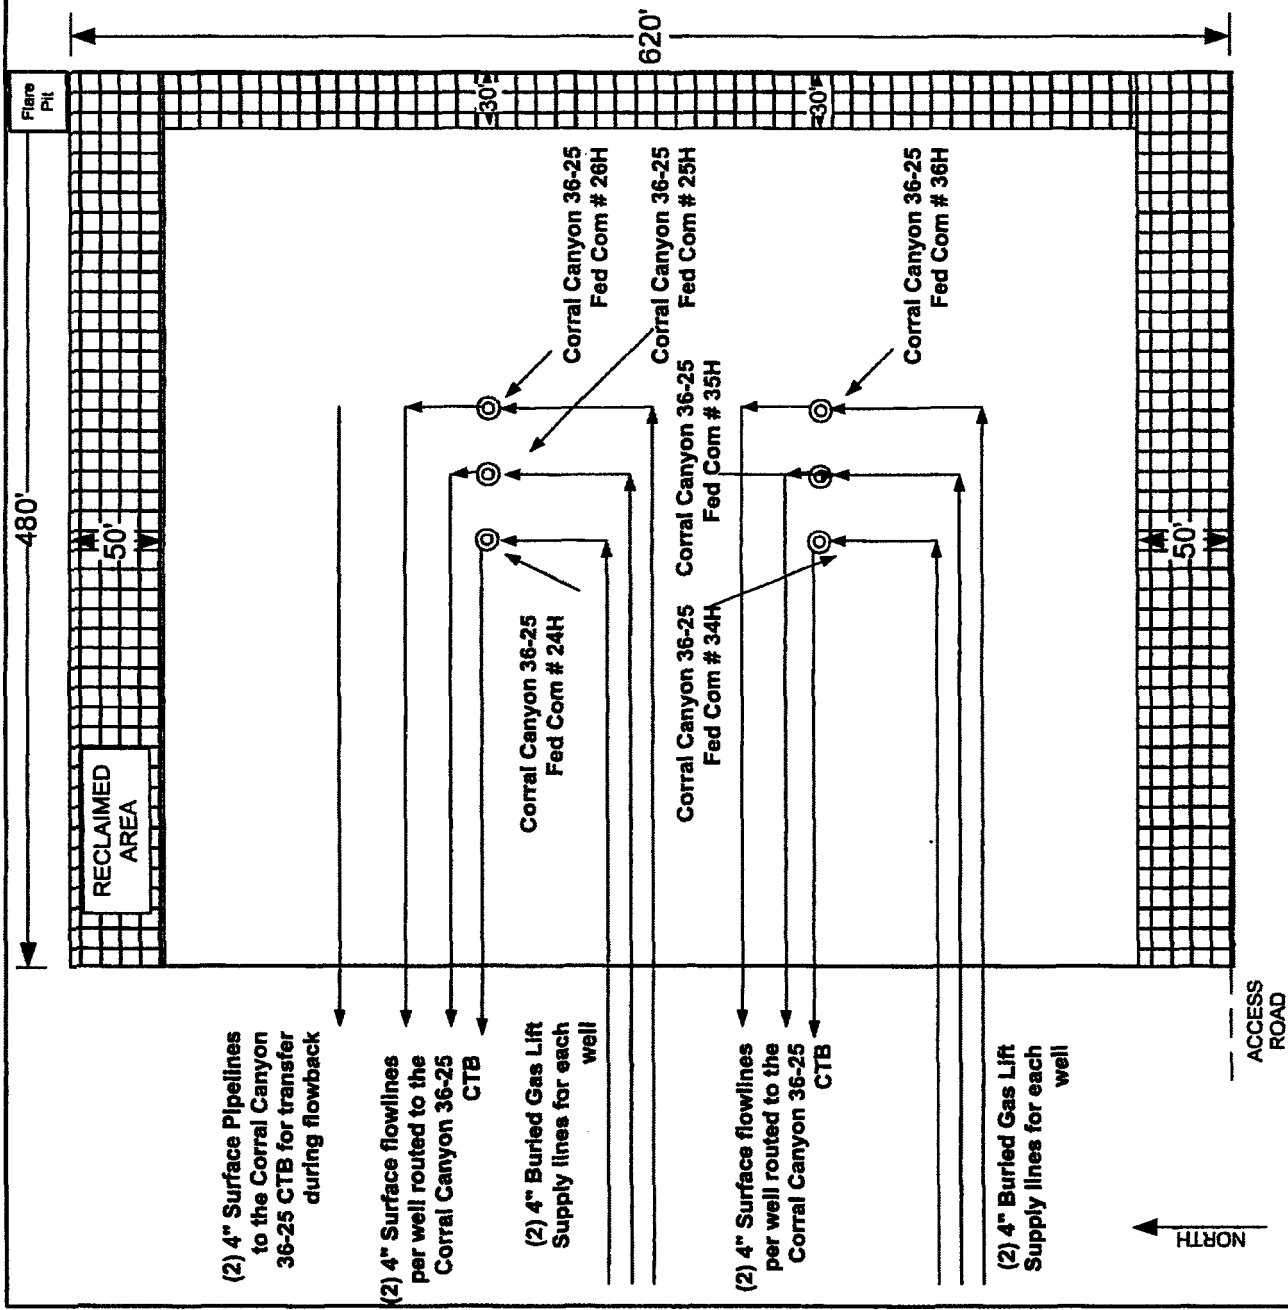 480'
Flare
Pit
620'
50'
RECLAIMED
AREA
30'
30'
Corral Canyon 36-25
Fed Com # 26H
Corral Canyon 36-25
Fed Com # 25H
Corral Canyon 36-25
Fed Com # 24H
Corral Canyon 36-25
Fed Com # 35H
Corral Canyon 36-25
Fed Com # 34H
Corral Canyon 36-25
Fed Com # 36H
(2) 4" Surface Pipelines
to the Corral Canyon
36-25 CTB for transfer
during flowback
(2) 4" Surface flowlines
per well routed to the
Corral Canyon 36-25
CTB
(2) 4" Buried Gas Lift
Supply lines for each
well
(2) 4" Surface flowlines
per well routed to the
Corral Canyon 36-25
CTB
(2) 4" Buried Gas Lift
Supply lines for each
well
50'
ACCESS
ROAD
NORTH